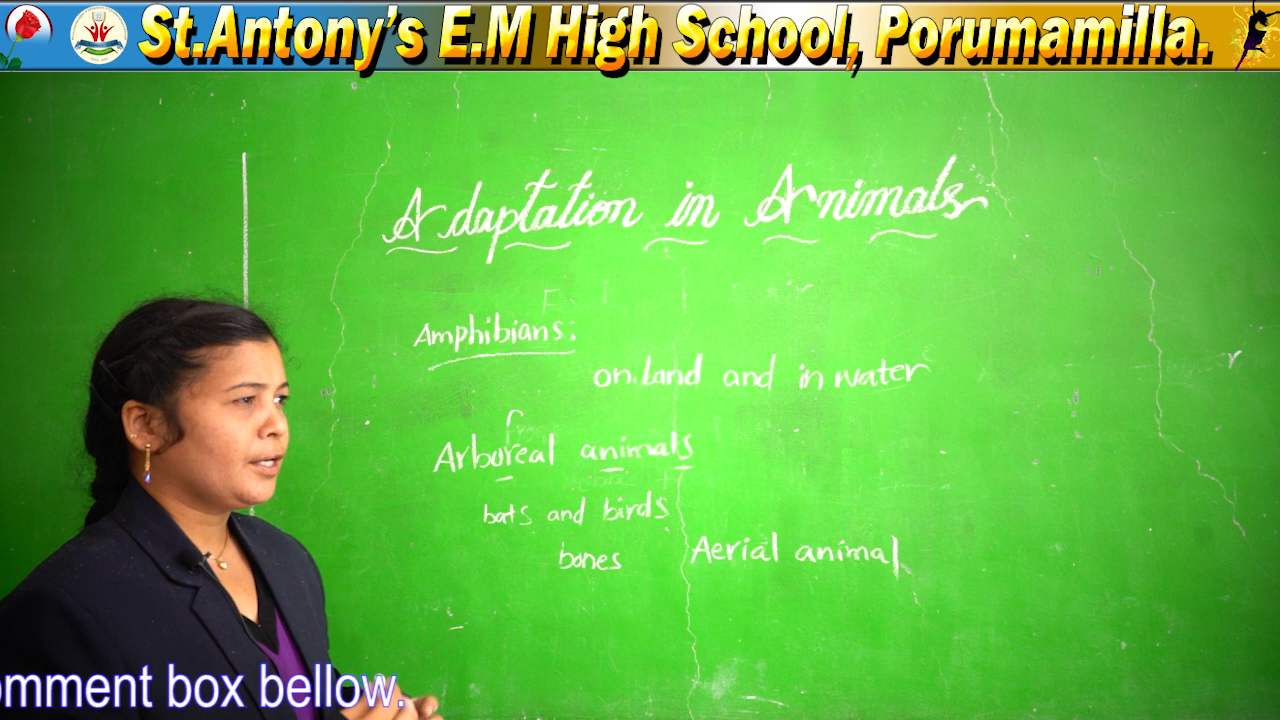 St.Antony's E.M High School, Porumamilla.
Adaptation in Animals
Amphibians:
on land and in water
Arboreal animals
bats and birds
bones
Aerial animal
omment box bellow.